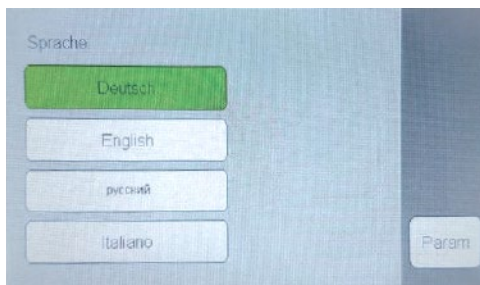 Sprache
Deutsch
English
русский
Italiano
Param